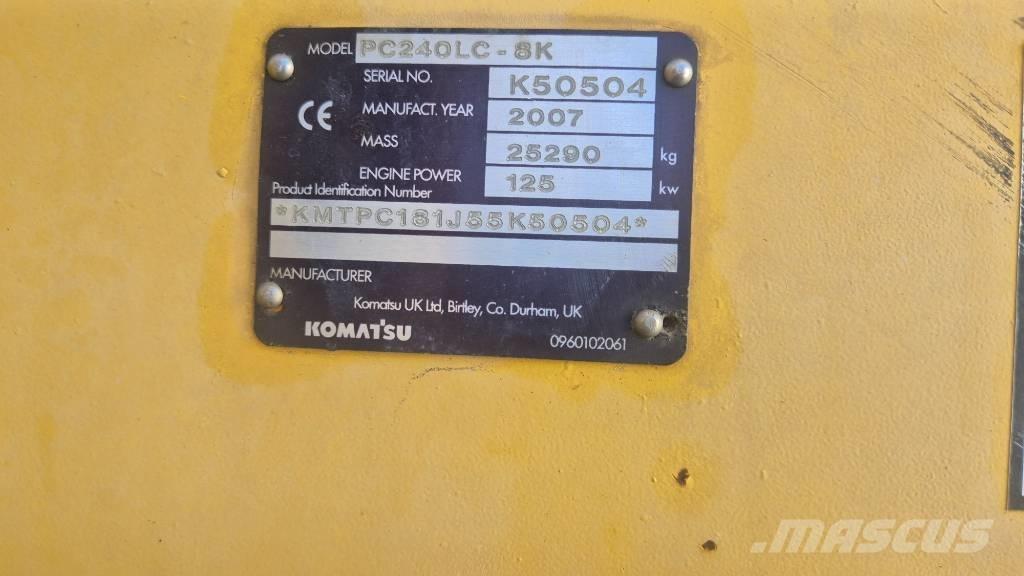 MODEL PC240LC-8K
SERIAL NO. K50504
CE MANUFACT. YEAR 2007
MASS 25290 kg
ENGINE POWER 125 kw
Product Identification Number
*KMTPC181J55K50504*
MANUFACTURER
Komatsu UK Ltd, Birtley, Co. Durham, UK
KOMATSU 0960102061
MASCUS